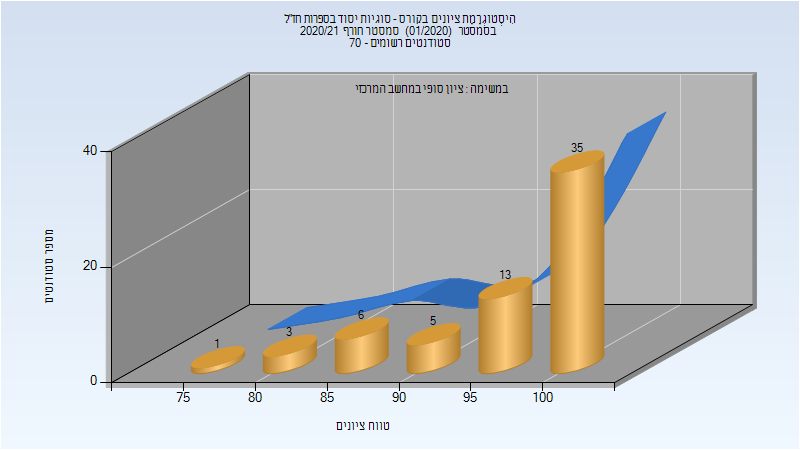 היסטוגרמת ציונים בקורס - סוגיות יסוד בספרות חז"ל
בסמסטר (01/2020) סמסטר חורף 2020/21
סטודנטים רשומים - 70
במשימה : ציון סופי במחשב המרכזי
מספר סטודנטים
40
20
0
1
3
6
5
13
35
75
80
85
90
95
100
טווח ציונים